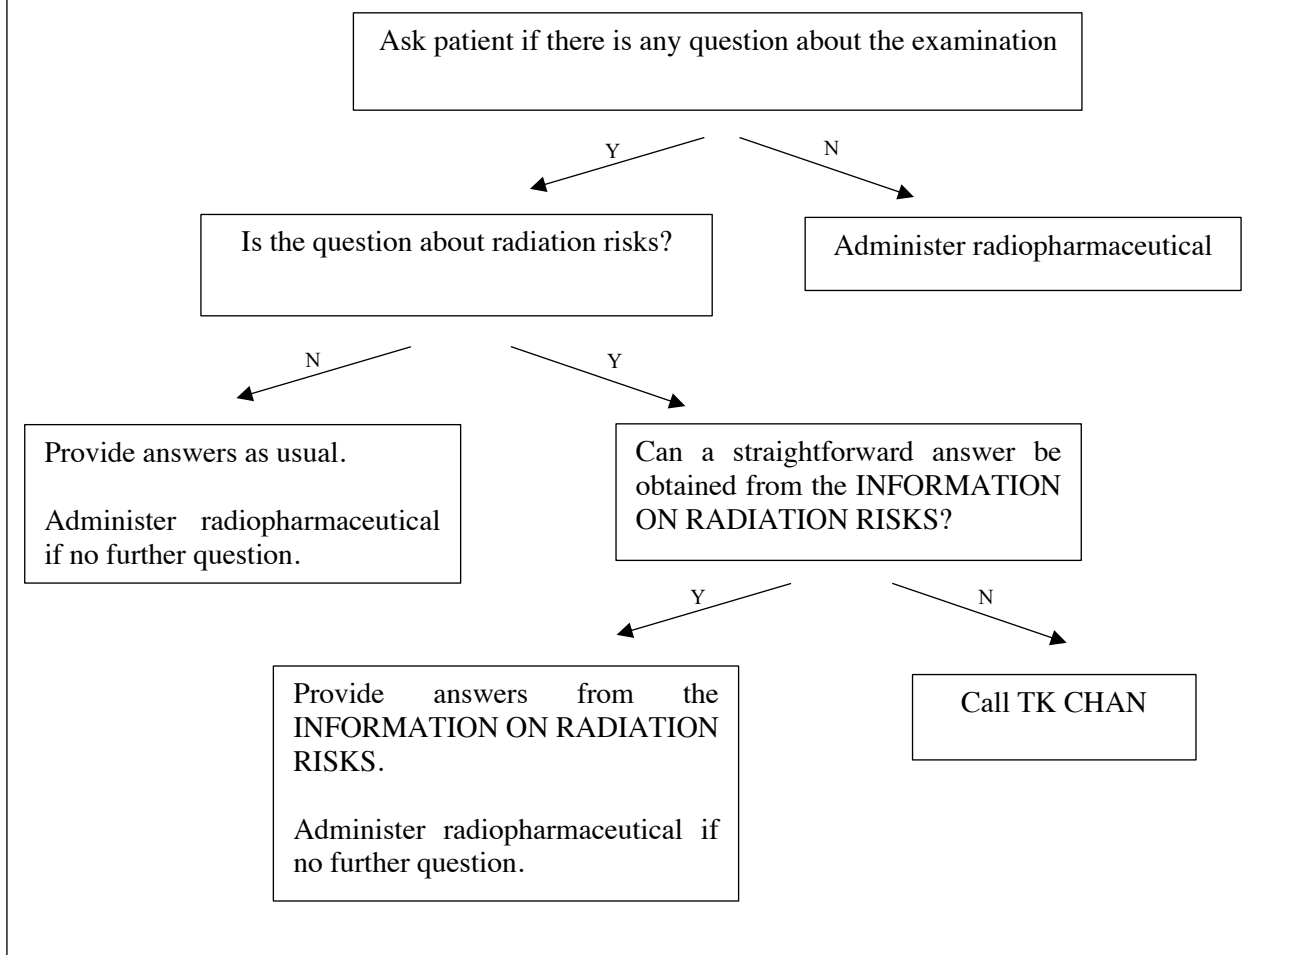 Ask patient if there is any question about the examination
Y
N
Is the question about radiation risks?
Administer radiopharmaceutical
N
Y
Provide answers as usual.
Administer radiopharmaceutical
if no further question.
Can a straightforward answer be
obtained from the INFORMATION
ON RADIATION RISKS?
Y
N
Provide answers from the
INFORMATION ON RADIATION
RISKS.
Administer radiopharmaceutical if
no further question.
Call TK CHAN